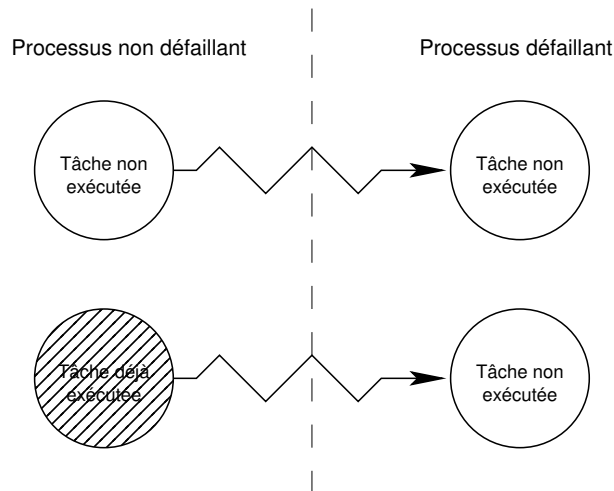 Processus non défaillant
Processus défaillant
Tâche non
exécutée
Tâche non
exécutée
Tâche déjà
exécutée
Tâche non
exécutée